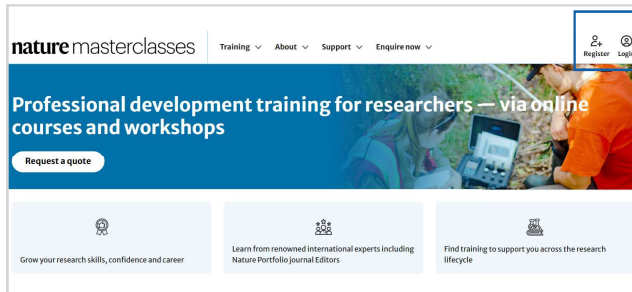 nature masterclasses
Training
About
Support
Enquire now
Register
Login
Professional development training for researchers — via online
courses and workshops
Request a quote
Grow your research skills, confidence and career
Learn from renowned international experts including
Nature Portfolio journal Editors
Find training to support you across the research
lifecycle